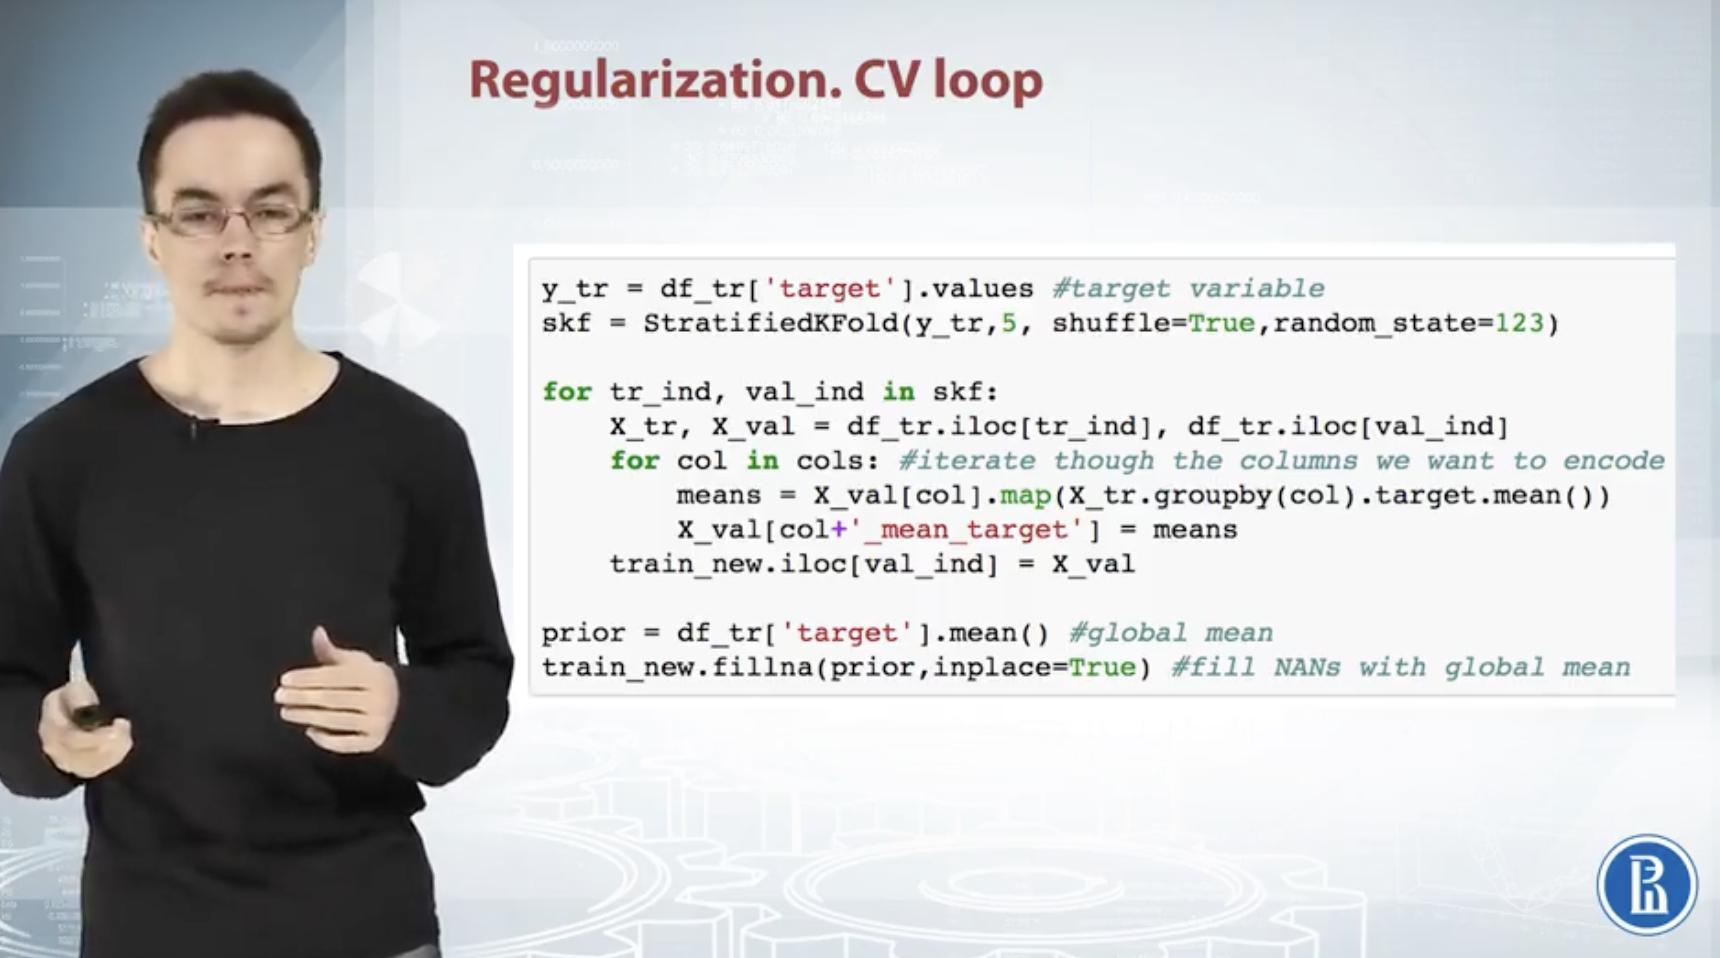 Regularization. CV loop
y_tr = df_tr['target'].values #target variable
skf = StratifiedKFold(y_tr,5, shuffle=True,random_state=123)
for tr_ind, val_ind in skf:
X_tr, X_val = df_tr.iloc[tr_ind], df_tr.iloc[val_ind]
for col in cols: #iterate though the columns we want to encode
means = X_val[col].map(X_tr.groupby(col).target.mean())
X_val[col+'_mean_target'] = means
train_new.iloc[val_ind] = X_val
prior = df_tr['target'].mean() #global mean
train_new.fillna(prior,inplace=True) #fill NANs with global mean